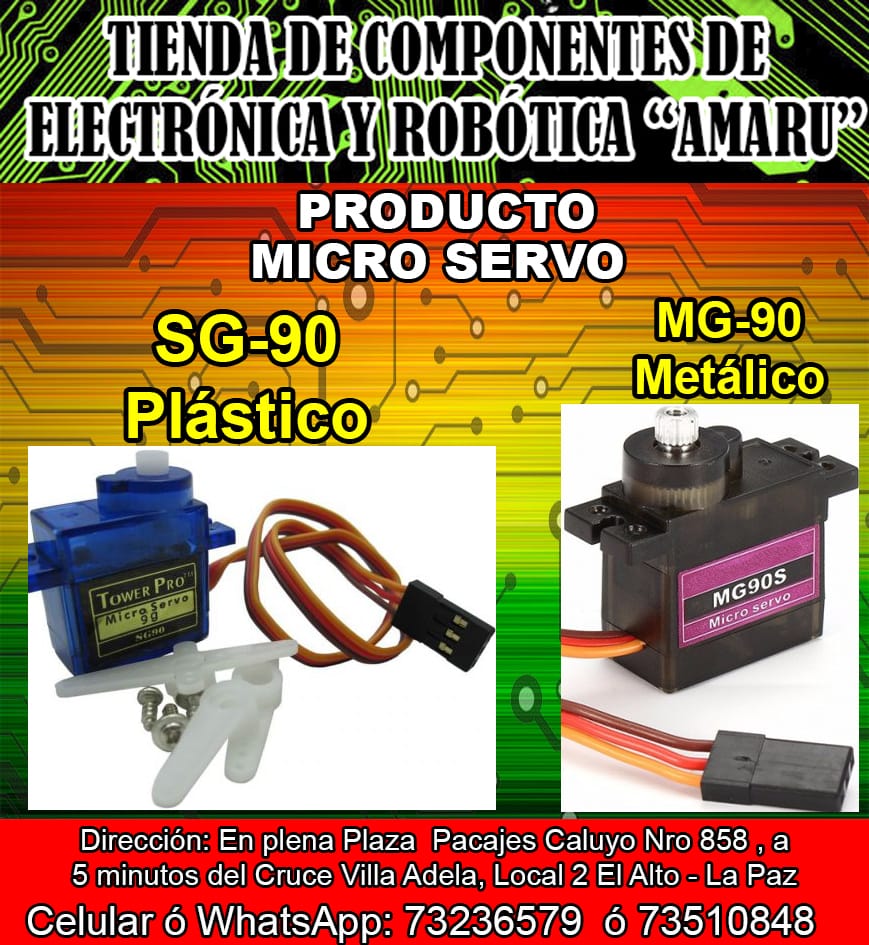 TIENDA DE COMPONENTES DE
ELECTRÓNICA Y ROBÓTICA “AMARU”
PRODUCTO
MICRO SERVO
SG-90
Plástico
MG-90
Metálico
TOWER PRO™
Micro Servo
9g
SG90
MG90S
Micro servo
Dirección: En plena Plaza Pacajes Caluyo Nro 858 , a
5 minutos del Cruce Villa Adela, Local 2 El Alto - La Paz
Celular ó WhatsApp: 73236579 ó 73510848